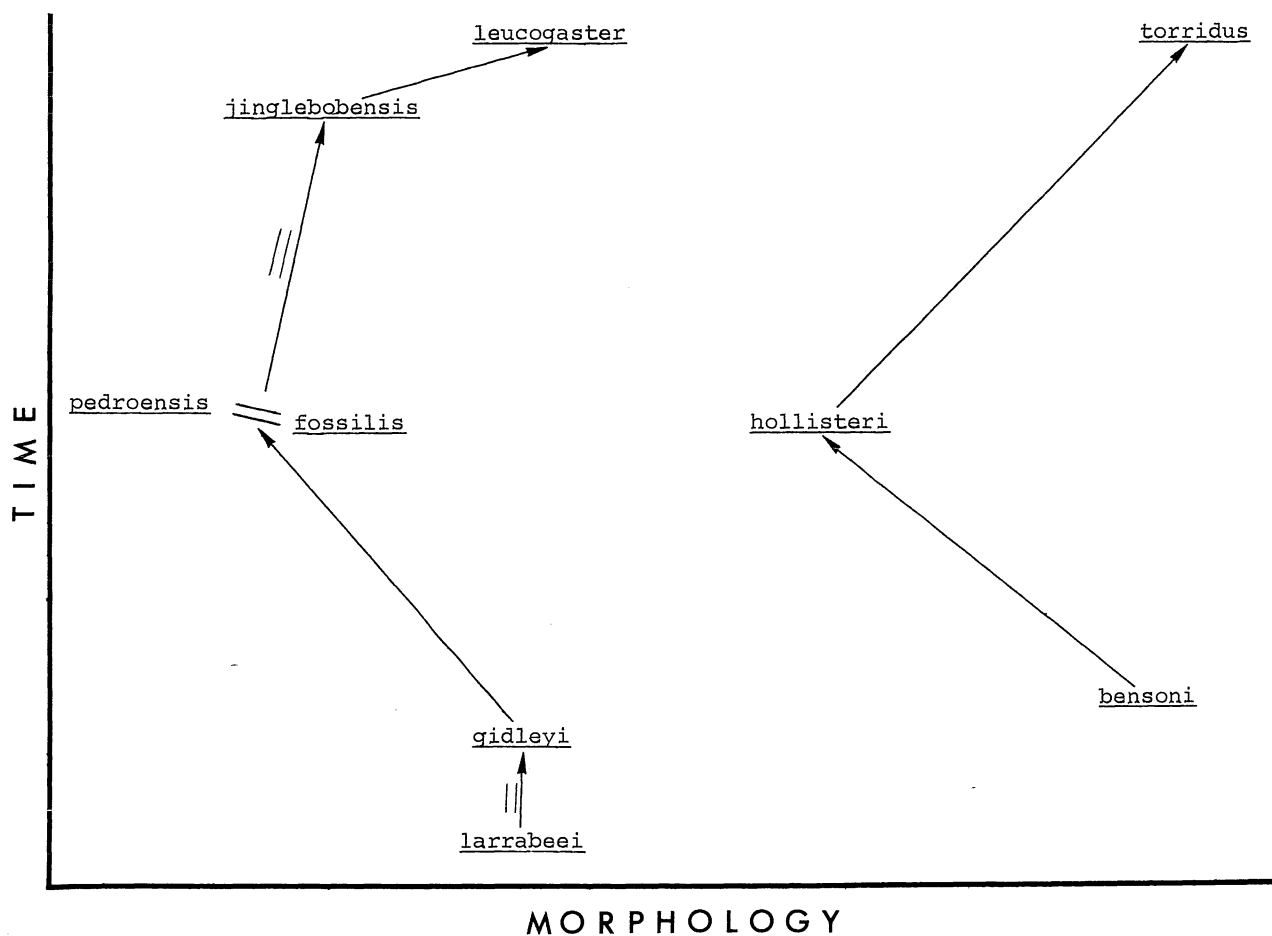 leucogaster
torridus
jinglebobensis
pedroensis
fossilis
hollisteri
TIME
bensoni
gidleyi
larrabeei
MORPHOLOGY